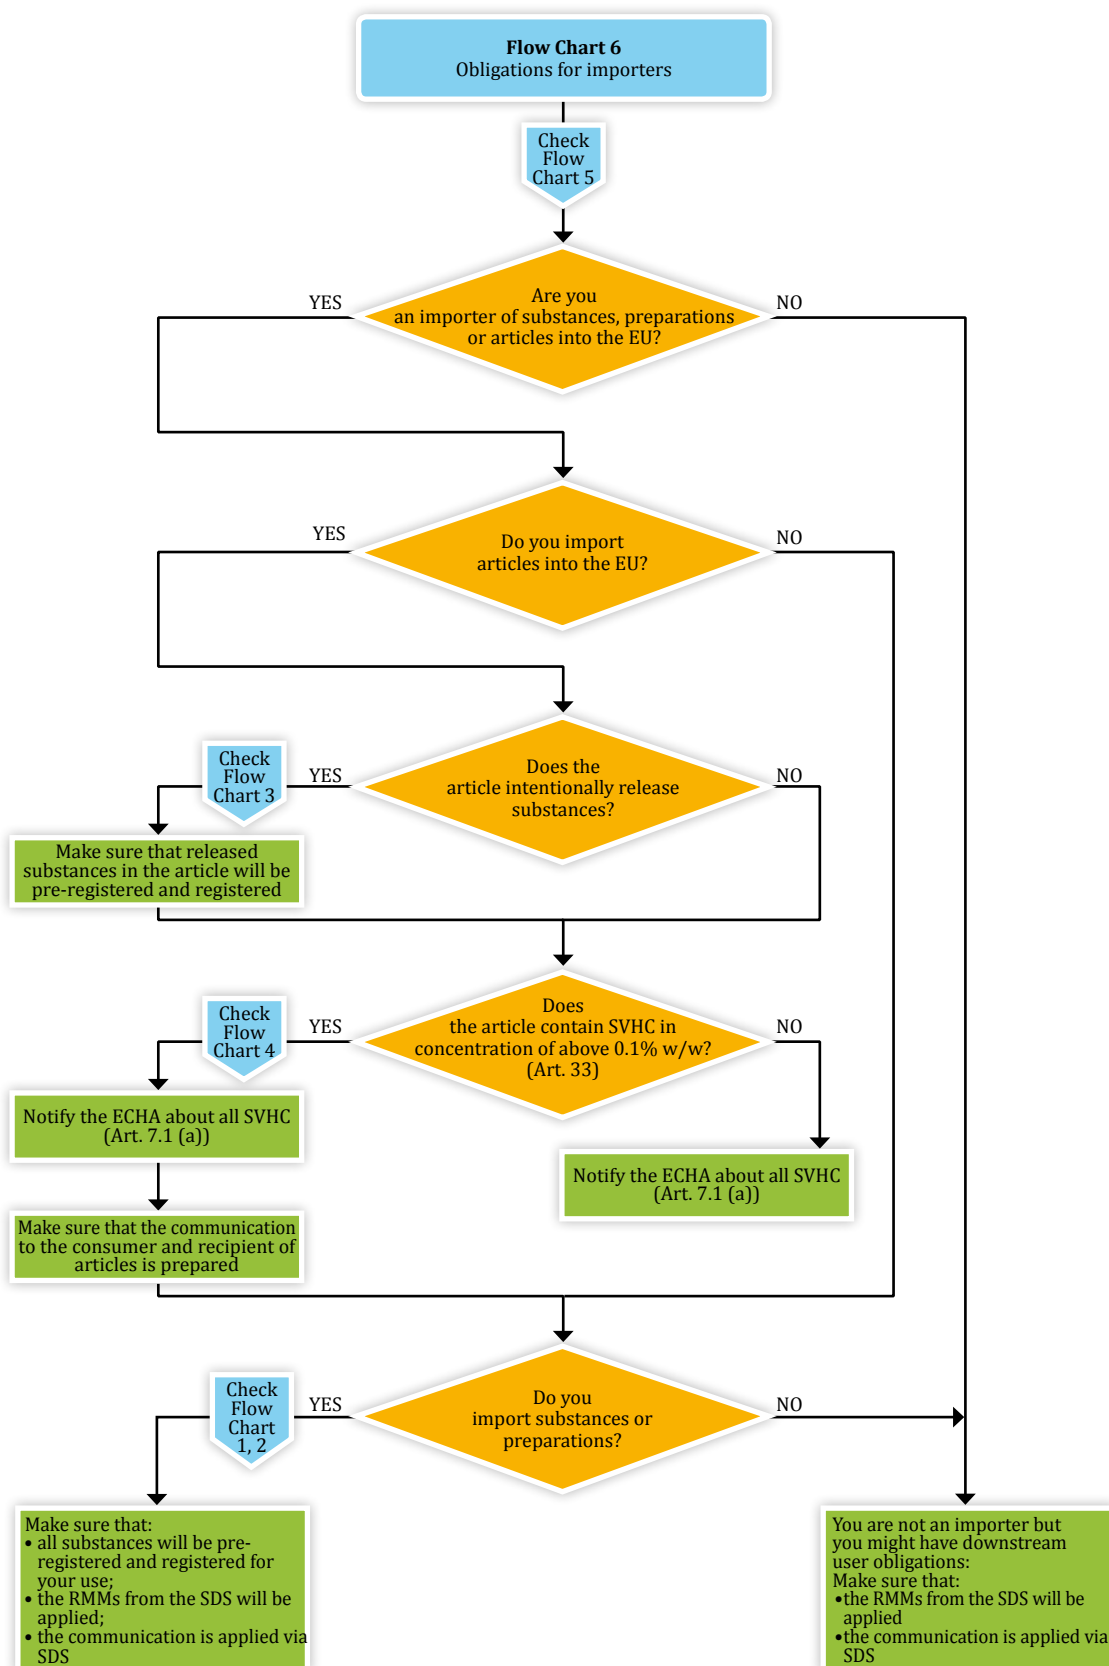 Flow Chart 6
Obligations for importers
Check
Flow
Chart 5
Are you
an importer of substances, preparations
or articles into the EU?
YES
NO
Do you import
articles into the EU?
YES
NO
Does the
article intentionally release
substances?
YES
NO
Check
Flow
Chart 3
Make sure that released
substances in the article will be
pre-registered and registered
Does
the article contain SVHC in
concentration of above 0.1% w/w?
(Art. 33)
YES
NO
Check
Flow
Chart 4
Notify the ECHA about all SVHC
(Art. 7.1 (a))
Notify the ECHA about all SVHC
(Art. 7.1 (a))
Make sure that the communication
to the consumer and recipient of
articles is prepared
Do you
import substances or
preparations?
YES
NO
Check
Flow
Chart
1, 2
Make sure that:
• all substances will be pre-
registered and registered for
your use;
• the RMMs from the SDS will be
applied;
• the communication is applied via
SDS
You are not an importer but
you might have downstream
user obligations:
Make sure that:
•the RMMs from the SDS will be
applied
•the communication is applied via
SDS